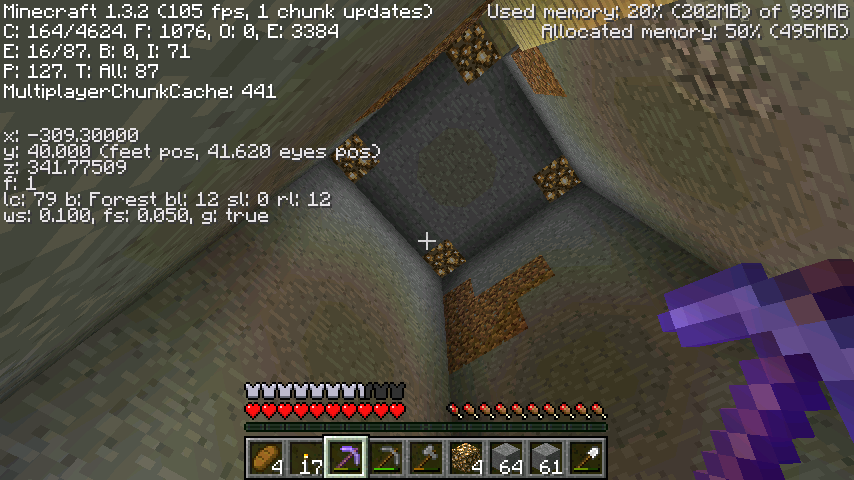 Minecraft 1.3.2 (105 fps, 1 chunk updates)
C: 164/4624. F: 1076, O: 0, E: 3384
E: 16/87. B: 0, I: 71
P: 127. T: All: 87
MultiplayerChunkCache: 441
Used memory: 20% (202MB) of 989MB
Allocated memory: 50% (495MB)
x: -309.30000
y: 40.000 (feet pos, 41.620 eyes pos)
z: 341.77509
f: 1
lc: 79 b: Forest bl: 12 sl: 0 rl: 12
ws: 0.100, fs: 0.050, g: true
4 17 4 64 61